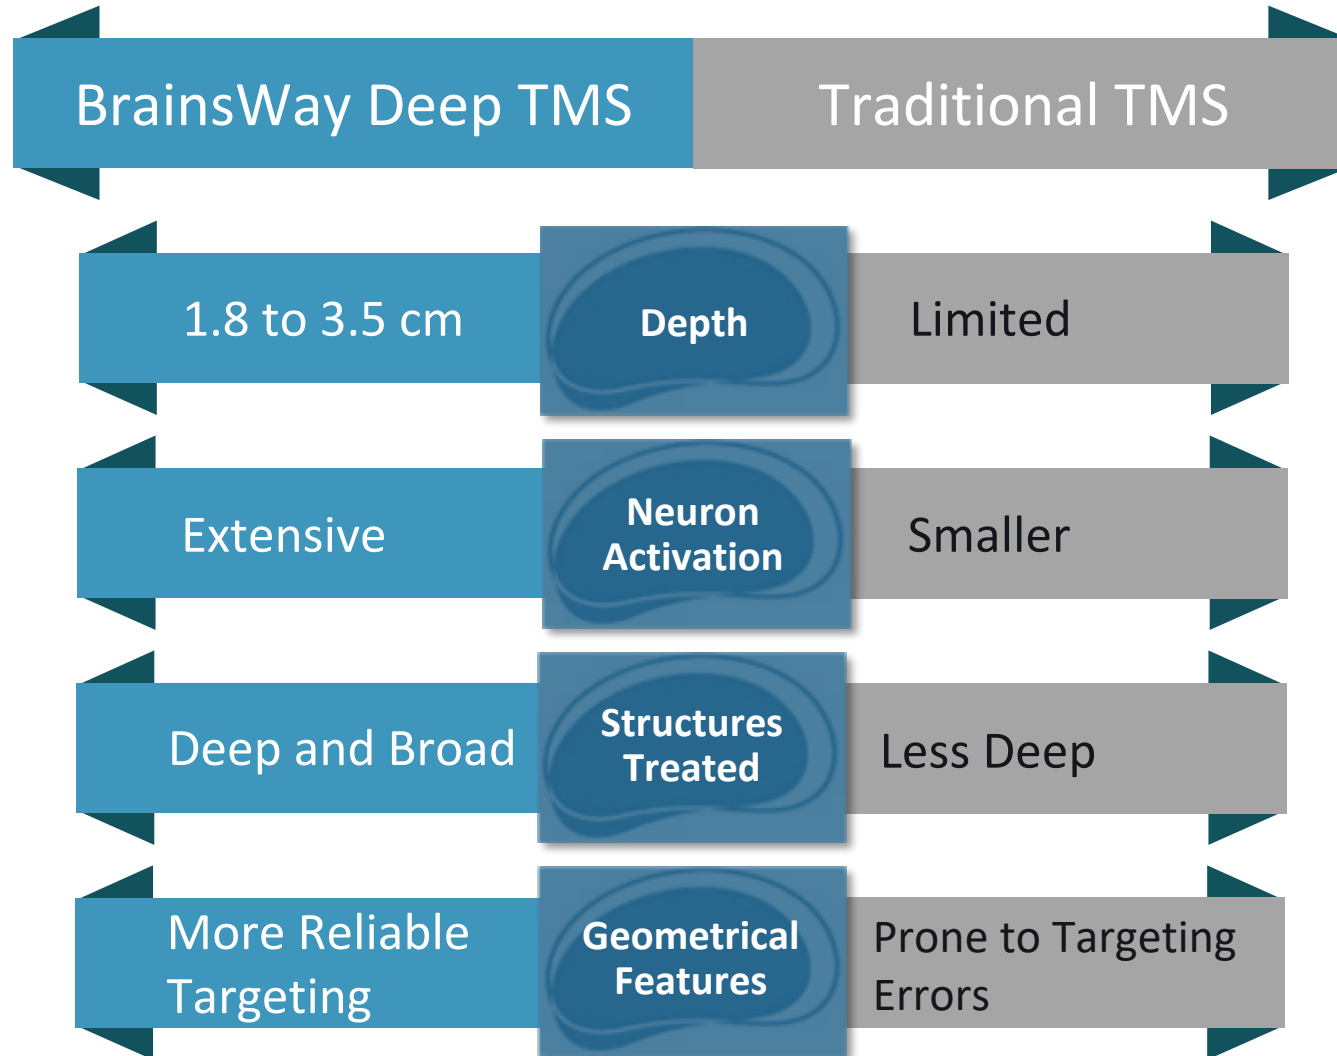 BrainsWay Deep TMS
Traditional TMS
1.8 to 3.5 cm
Depth
Limited
Extensive
Neuron
Activation
Smaller
Deep and Broad
Structures
Treated
Less Deep
More Reliable
Targeting
Geometrical
Features
Prone to Targeting
Errors